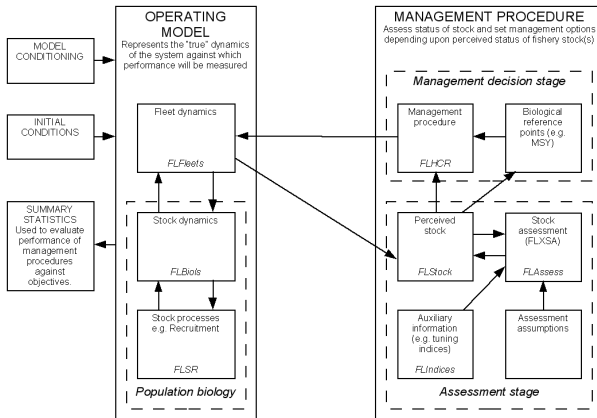 OPERATING
MODEL
Represents the "true" dynamics
of the system against which
performance will be measured
MANAGEMENT PROCEDURE
Assess status of stock and set management options
depending upon perceived status of fishery stock(s)
MODEL
CONDITIONING
INITIAL
CONDITIONS
SUMMARY
STATISTICS
Used to evaluate
performance of
management
procedures
against
objectives.
Fleet dynamics
FLFleets
Stock dynamics
FLBiols
Stock processes
e.g. Recruitment
FLSR
Population biology
Management decision stage
Management
procedure
FLHCR
Biological
reference
points (e.g.
MSY)
Perceived
stock
FLStock
Stock
assessment
(FLXSA)
FLAssess
Auxiliary
information
(e.g. tuning
indices)
FLIndices
Assessment
assumptions
Assessment stage